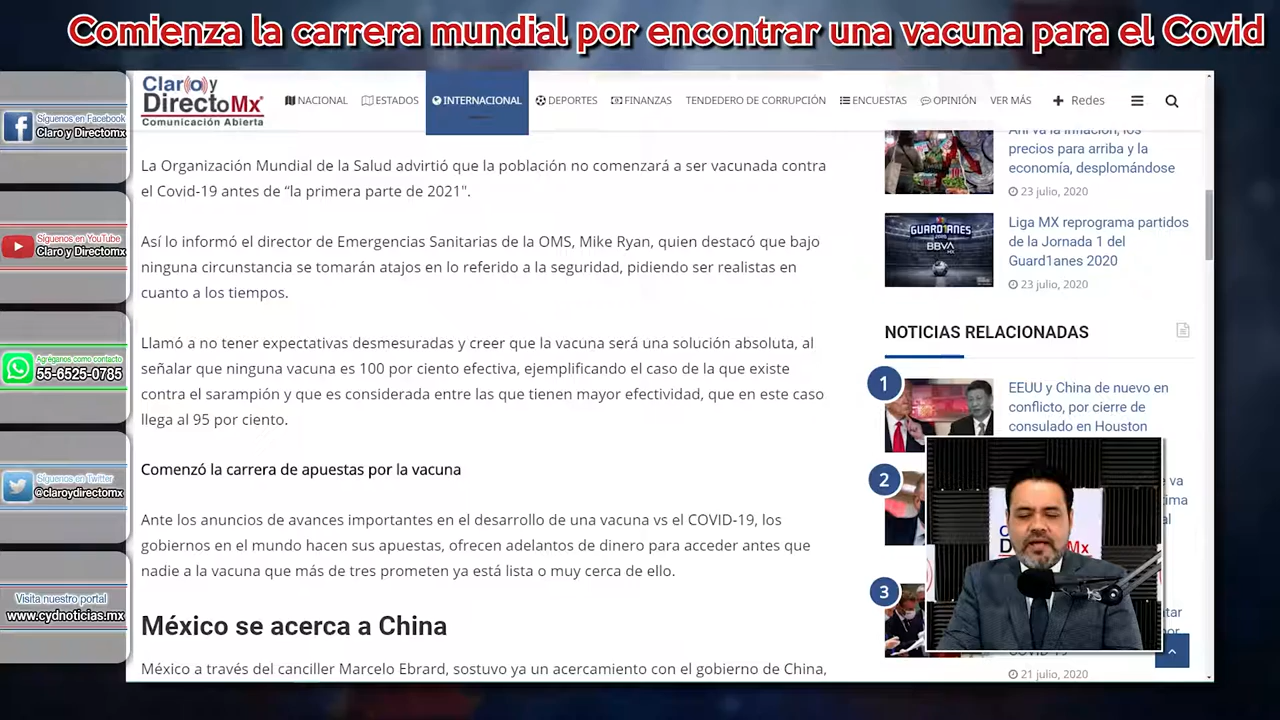 Comienza la carrera mundial por encontrar una vacuna para el Covid
Síguenos en Facebook
Claro y Directomx
Síguenos en YouTube
Claro y Directomx
Agréganos como contacto
55-6525-0785
Síguenos en Twitter
@claroydirectomx
Visita nuestro portal
www.cydnoticias.mx
Claro y
DirectoMx
Comunicación Abierta
NACIONAL ESTADOS INTERNACIONAL DEPORTES FINANZAS TENDEDERO DE CORRUPCIÓN ENCUESTAS OPINIÓN VER MÁS + Redes
La Organización Mundial de la Salud advirtió que la población no comenzará a ser vacunada contra
el Covid-19 antes de “la primera parte de 2021".
Así lo informó el director de Emergencias Sanitarias de la OMS, Mike Ryan, quien destacó que bajo
ninguna circunstancia se tomarán atajos en lo referido a la seguridad, pidiendo ser realistas en
cuanto a los tiempos.
Llamó a no tener expectativas desmesuradas y creer que la vacuna será una solución absoluta, al
señalar que ninguna vacuna es 100 por ciento efectiva, ejemplificando el caso de la que existe
contra el sarampión y que es considerada entre las que tienen mayor efectividad, que en este caso
llega al 95 por ciento.
Comenzó la carrera de apuestas por la vacuna
Ante los anuncios de avances importantes en el desarrollo de una vacuna vs el COVID-19, los
gobiernos en el mundo hacen sus apuestas, ofrecen adelantos de dinero para acceder antes que
nadie a la vacuna que más de tres prometen ya está lista o muy cerca de ello.
México se acerca a China
México a través del canciller Marcelo Ebrard, sostuvo ya un acercamiento con el gobierno de China,
Ahí va la inflación, los
precios para arriba y la
economía, desplomándose
23 julio, 2020
GUARD1ANES
BBVA
MX
Liga MX reprograma partidos
de la Jornada 1 del
Guard1anes 2020
23 julio, 2020
NOTICIAS RELACIONADAS
1
EEUU y China de nuevo en
conflicto, por cierre de
consulado en Houston
2
va
3
Mx
21 julio, 2020